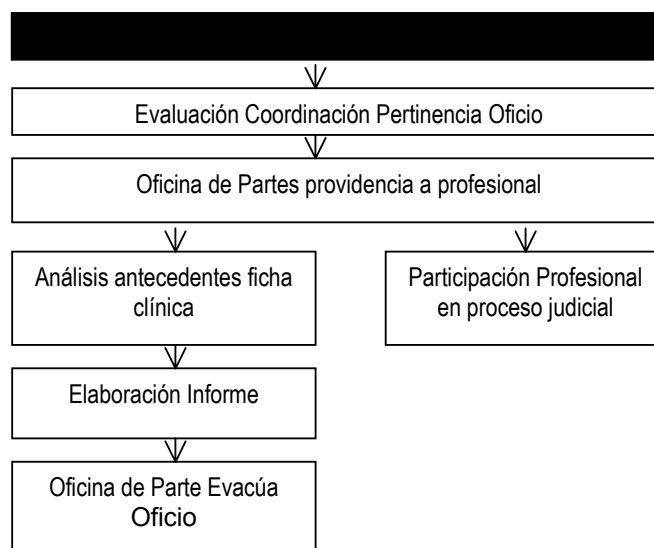 Evaluación Coordinación Pertinencia Oficio
Oficina de Partes providencia a profesional
Análisis antecedentes ficha
clínica
Participación Profesional
en proceso judicial
Elaboración Informe
Oficina de Parte Evacúa
Oficio